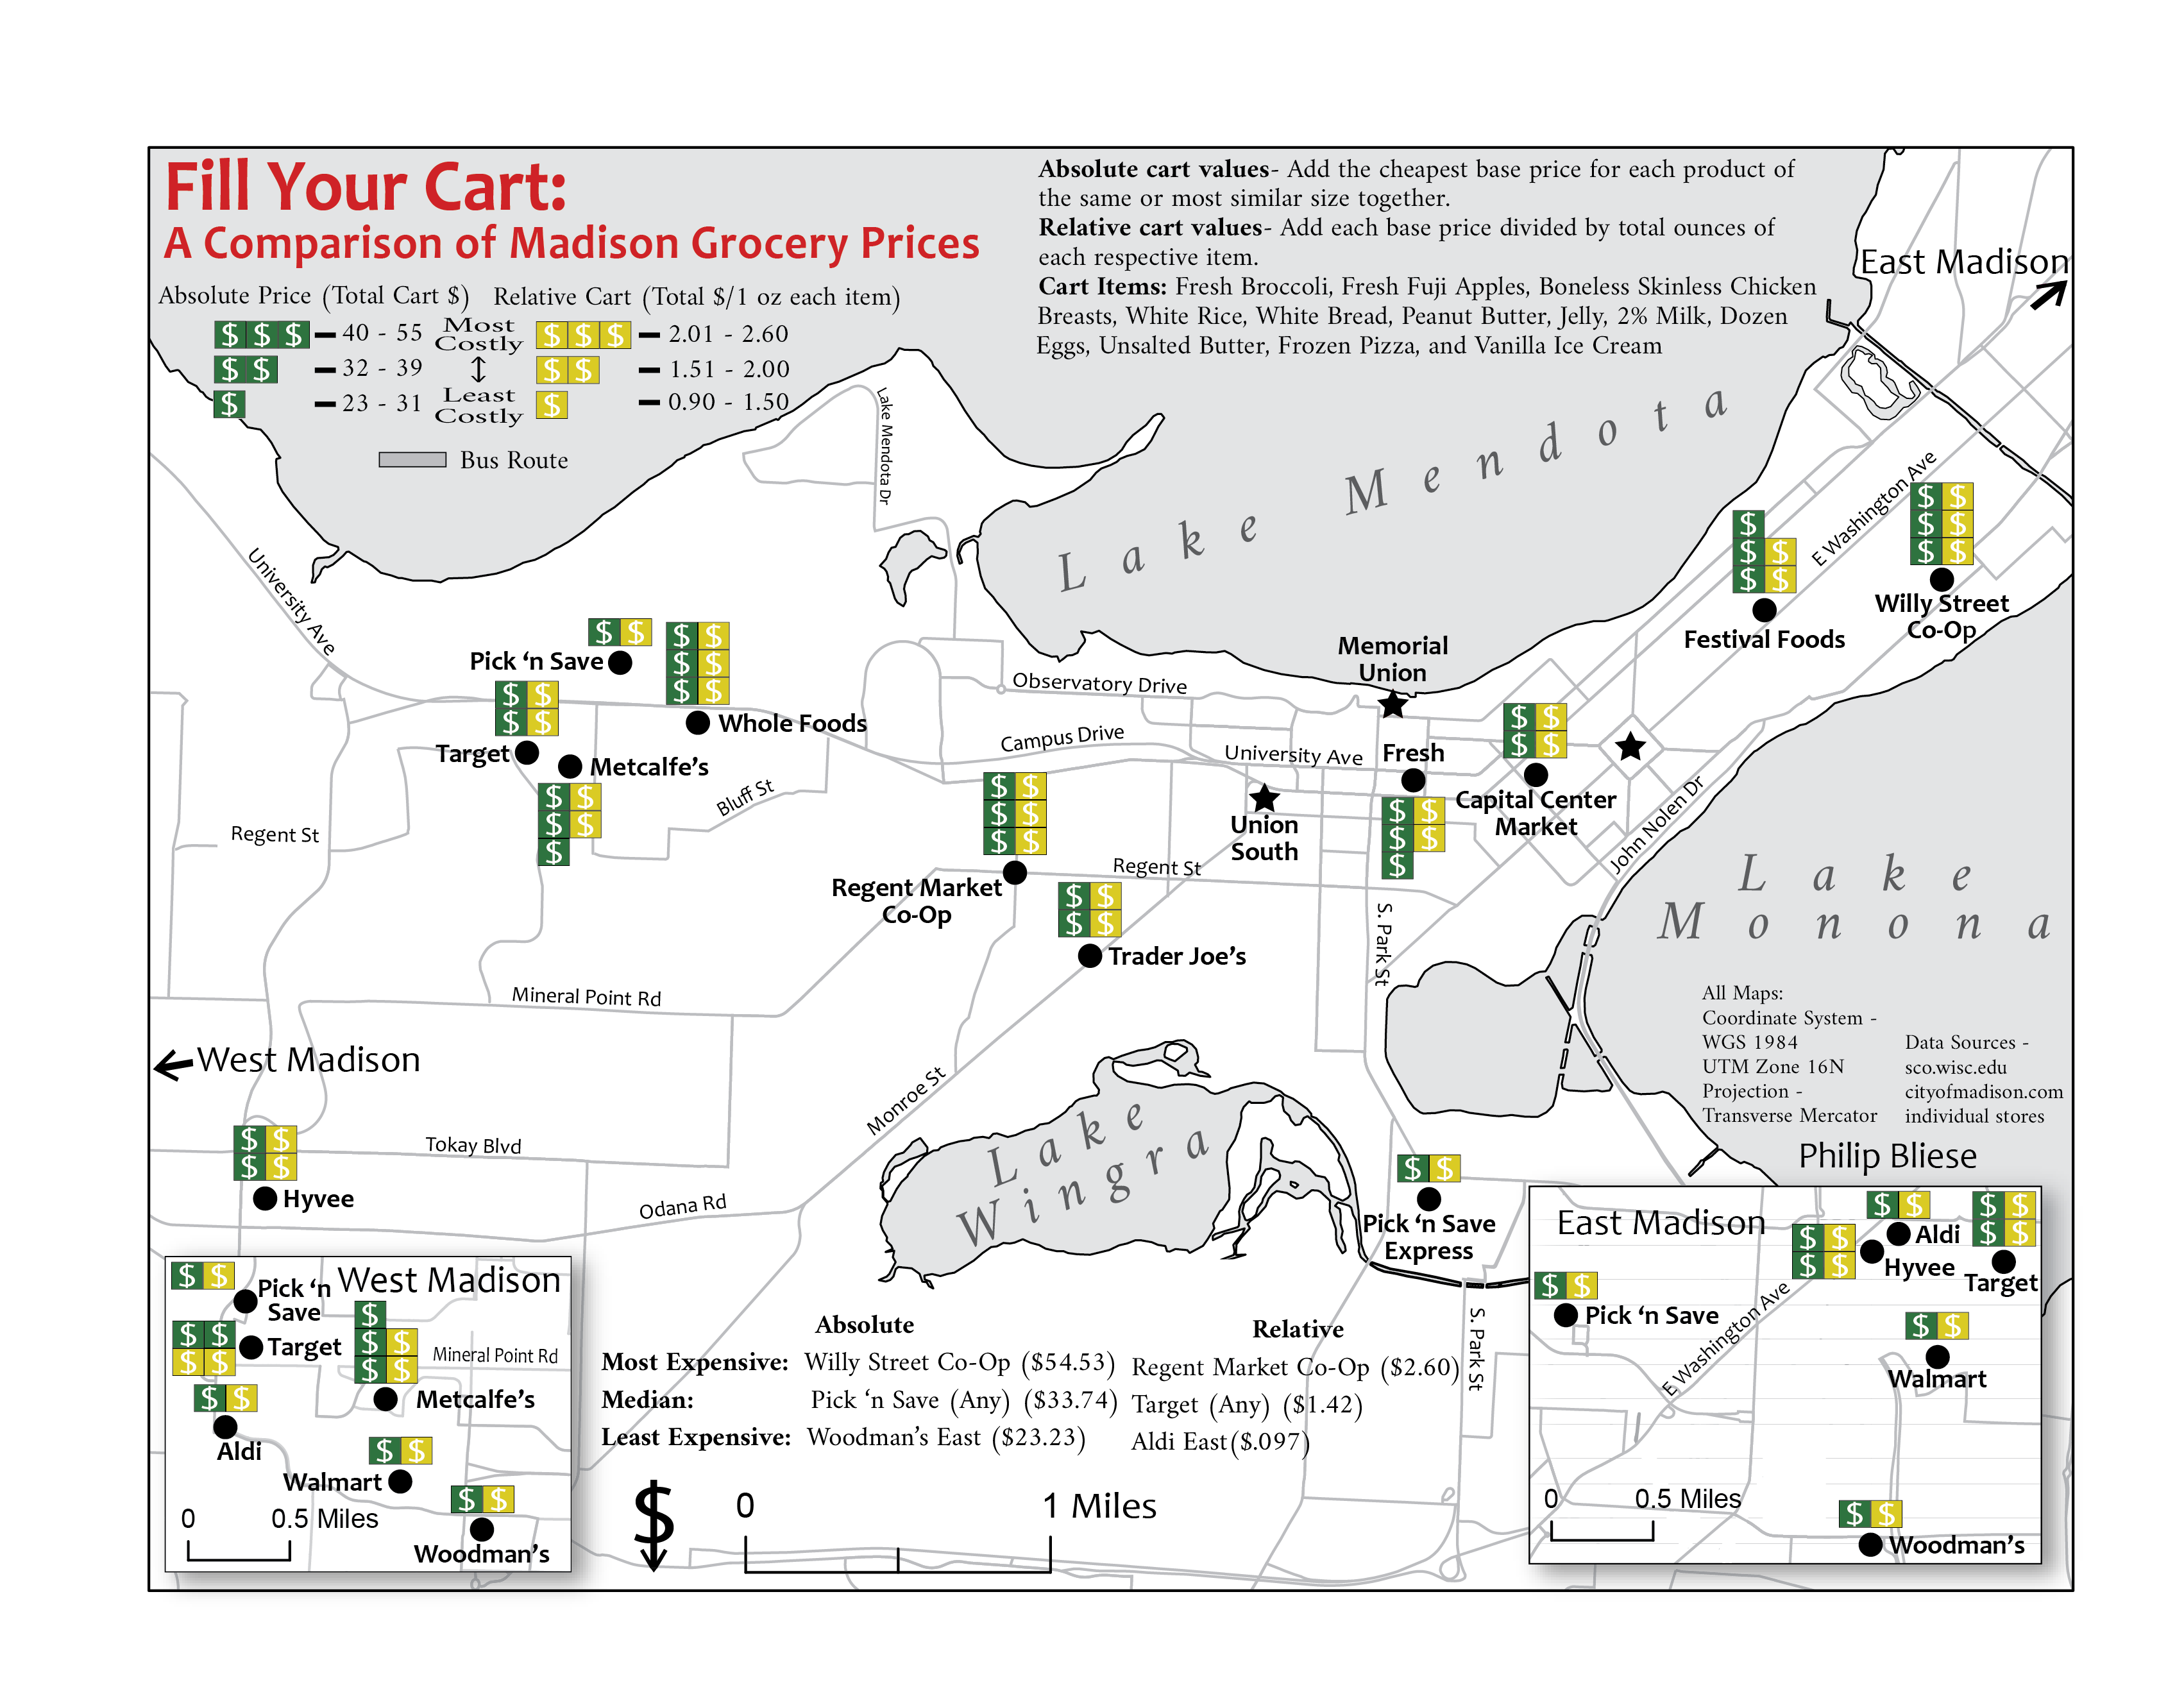 Fill Your Cart:
A Comparison of Madison Grocery Prices
Absolute Price (Total Cart $) Relative Cart (Total $/1 oz each item)
$ $ $ 40 - 55 Most Costly $ $ $ 2.01 - 2.60
$ $ 32 - 39 $ $ 1.51 - 2.00
$ 23 - 31 Least Costly $ 0.90 - 1.50
Bus Route
Absolute cart values- Add the cheapest base price for each product of
the same or most similar size together.
Relative cart values- Add each base price divided by total ounces of
each respective item.
Cart Items: Fresh Broccoli, Fresh Fuji Apples, Boneless Skinless Chicken
Breasts, White Rice, White Bread, Peanut Butter, Jelly, 2% Milk, Dozen
Eggs, Unsalted Butter, Frozen Pizza, and Vanilla Ice Cream
East Madison
Lake Mendota Dr
Lake Mendota
E Washington Ave
$ $
$ $
$ $
Willy Street
Co-Op
$
$ $
$ $
Festival Foods
University Ave
$ $
Pick ‘n Save
$ $
$ $
$ $
Whole Foods
$ $
$ $
Target
Metcalfe’s
$ $
$ $
$
Bluff St
Regent St
Observatory Drive
Campus Drive
University Ave
Memorial
Union
Fresh
$ $
$ $
$
$ $
$ $
Capital Center
Market
Union
South
John Nolen Dr
$ $
$ $
$ $
Regent Market
Co-Op
Regent St
$ $
$ $
Trader Joe’s
S. Park St
Lake
Monona
Mineral Point Rd
West Madison
Monroe St
All Maps:
Coordinate System -
WGS 1984
UTM Zone 16N
Projection -
Transverse Mercator
Data Sources -
sco.wisc.edu
cityofmadison.com
individual stores
Philip Bliese
$ $
$ $
Hyvee
Tokay Blvd
Odana Rd
Lake
Wingra
$ $
Pick ‘n Save
Express
S. Park St
West Madison
$ $
Pick ‘n
Save
$ $
$ $
Target
$
$ $
$ $
Metcalfe’s
Mineral Point Rd
$ $
Aldi
$ $
Walmart
$ $
Woodman’s
0 0.5 Miles
Absolute Relative
Most Expensive: Willy Street Co-Op ($54.53) Regent Market Co-Op ($2.60)
Median: Pick ‘n Save (Any) ($33.74) Target (Any) ($1.42)
Least Expensive: Woodman’s East ($23.23) Aldi East($.097)
$
0 1 Miles
East Madison
$ $
Pick ‘n Save
$ $
Aldi
$ $
$ $
Hyvee
$ $
$ $
Target
E Washington Ave
$ $
Walmart
$ $
Woodman’s
0 0.5 Miles